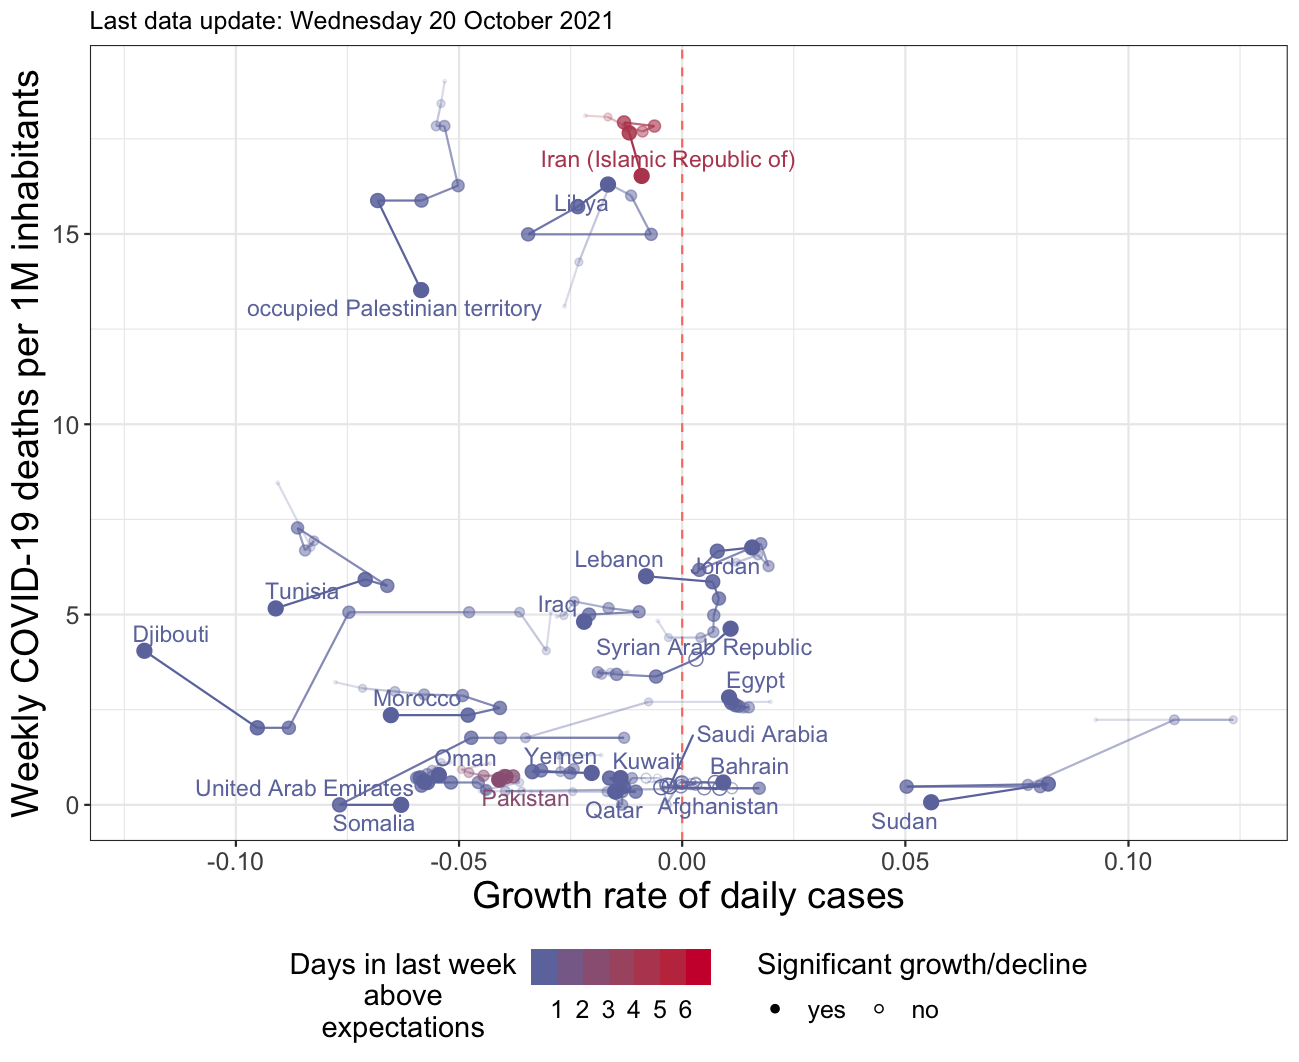 Last data update: Wednesday 20 October 2021
Weekly COVID-19 deaths per 1M inhabitants
15
10
5
0
Iran (Islamic Republic of)
Libya
occupied Palestinian territory
Lebanon
Jordan
Tunisia
Iraq
Djibouti
Syrian Arab Republic
Egypt
Morocco
Saudi Arabia
Oman
Yemen
Kuwait
Bahrain
United Arab Emirates
Pakistan
Qatar
Afghanistan
Somalia
Sudan
-0.10
-0.05
0.00
0.05
0.10
Growth rate of daily cases
Days in last week
above
expectations
1 2 3 4 5 6
Significant growth/decline
yes
no